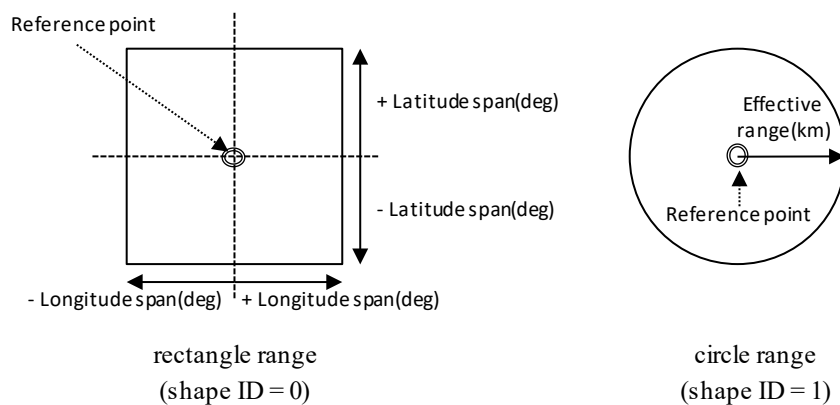 Reference point
+ Latitude span(deg)
- Latitude span(deg)
- Longitude span(deg)
+ Longitude span(deg)
rectangle range
(shape ID = 0)
Effective
range(km)
Reference point
circle range
(shape ID = 1)